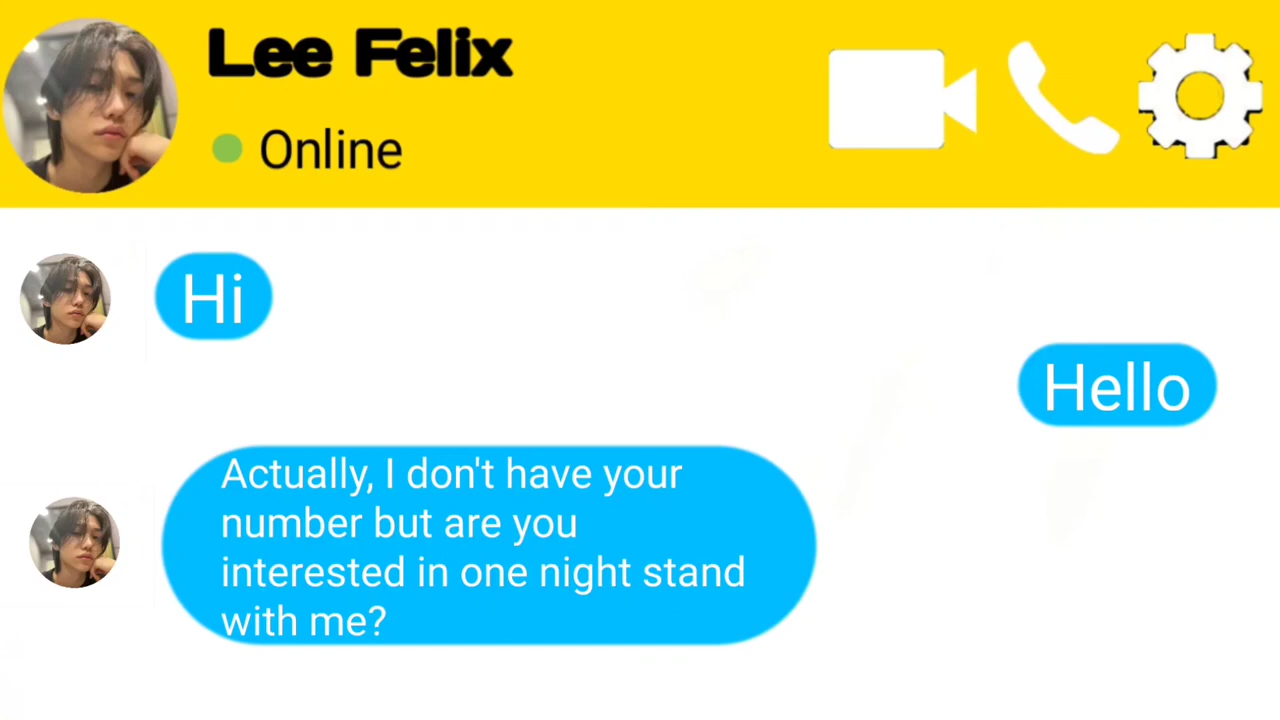 Lee Felix
Online
Hi
Hello
Actually, I don't have your
number but are you
interested in one night stand
with me?